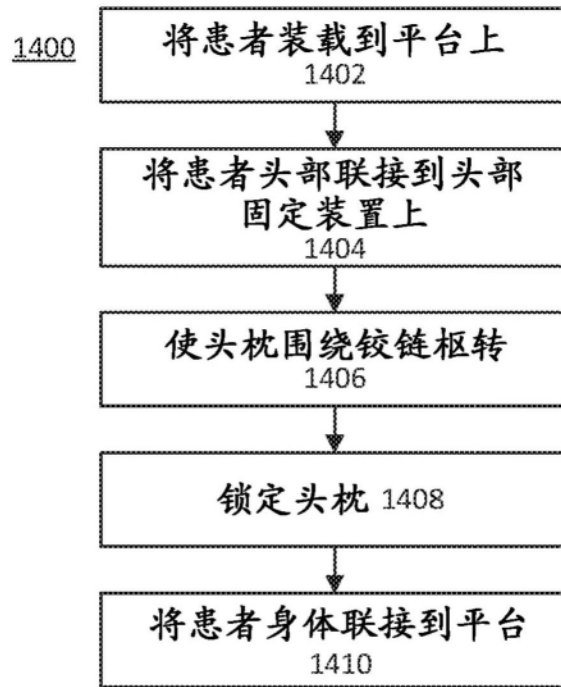 1400
将患者装载到平台上
1402
将患者头部联接到头部
固定装置上
1404
使头枕围绕铰链枢转
1406
锁定头枕 1408
将患者身体联接到平台
1410